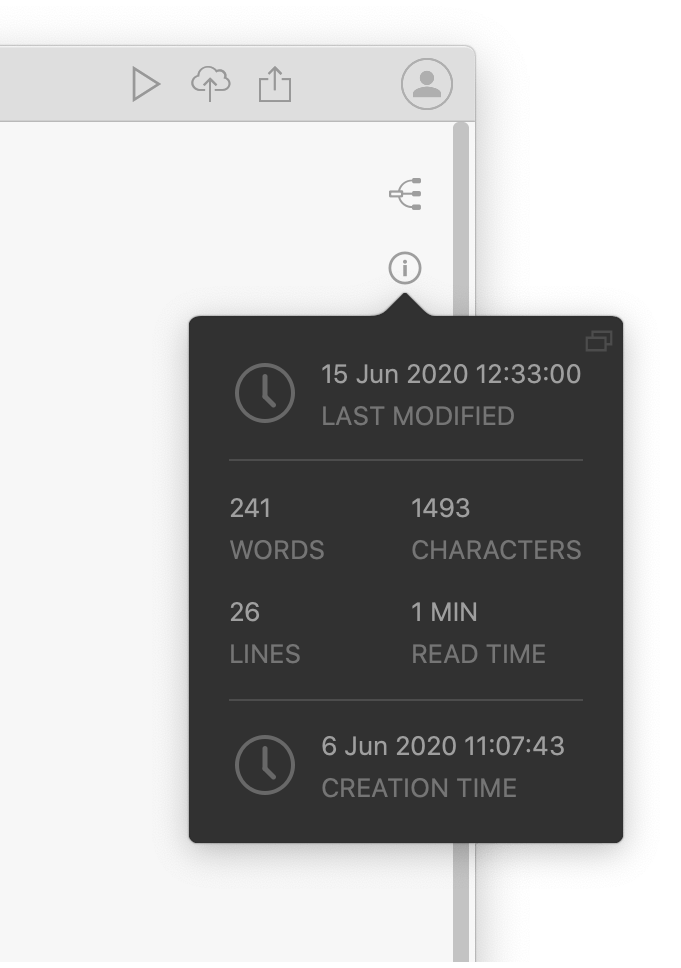 15 Jun 2020 12:33:00
LAST MODIFIED
241
WORDS
1493
CHARACTERS
26
LINES
1 MIN
READ TIME
6 Jun 2020 11:07:43
CREATION TIME